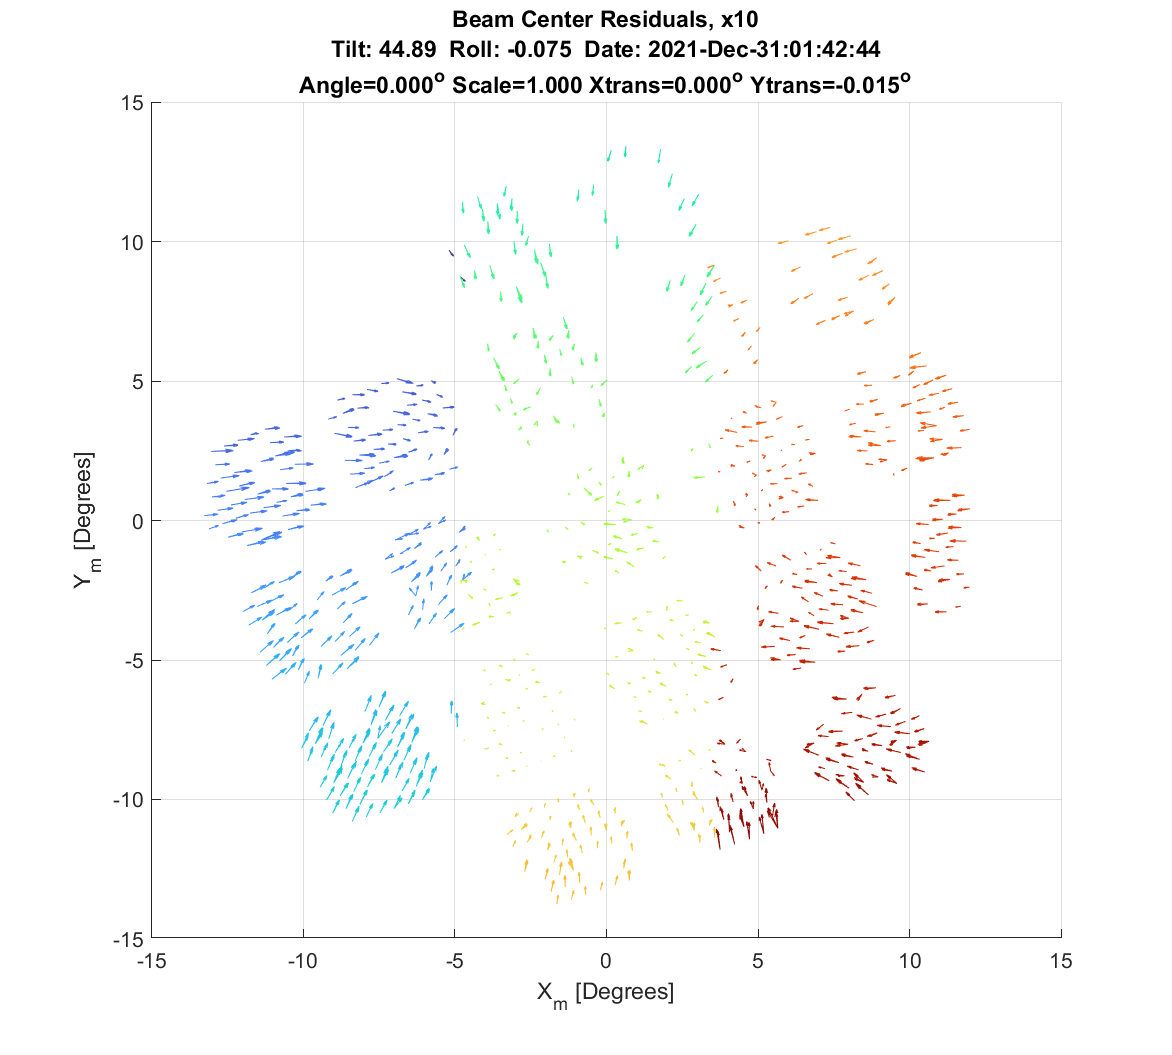 Beam Center Residuals, x10
Tilt: 44.89 Roll: -0.075 Date: 2021-Dec-31:01:42:44
Angle=0.000° Scale=1.000 Xtrans=0.000° Ytrans=-0.015°
15
10
5
0
-5
-10
-15
Y_m [Degrees]
-15 -10 -5 0 5 10 15
X_m [Degrees]